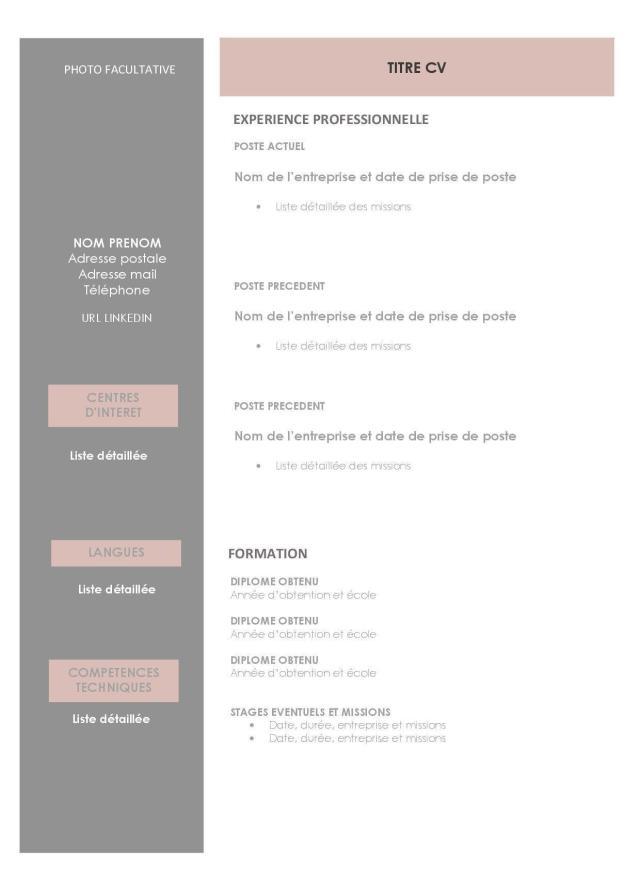 PHOTO FACULTATIVE
NOM PRENOM
Adresse postale
Adresse mail
Téléphone
URL LINKEDIN
CENTRES
D'INTERET
Liste détaillée
LANGUES
Liste détaillée
COMPETENCES
TECHNIQUES
Liste détaillée
TITRE CV
EXPERIENCE PROFESSIONNELLE
POSTE ACTUEL
Nom de l'entreprise et date de prise de poste
• Liste détaillée des missions
POSTE PRECEDENT
Nom de l'entreprise et date de prise de poste
• Liste détaillée des missions
POSTE PRECEDENT
Nom de l'entreprise et date de prise de poste
• Liste détaillée des missions
FORMATION
DIPLOME OBTENU
Année d'obtention et école
DIPLOME OBTENU
Année d'obtention et école
DIPLOME OBTENU
Année d'obtention et école
STAGES EVENTUELS ET MISSIONS
• Date, durée, entreprise et missions
• Date, durée, entreprise et missions